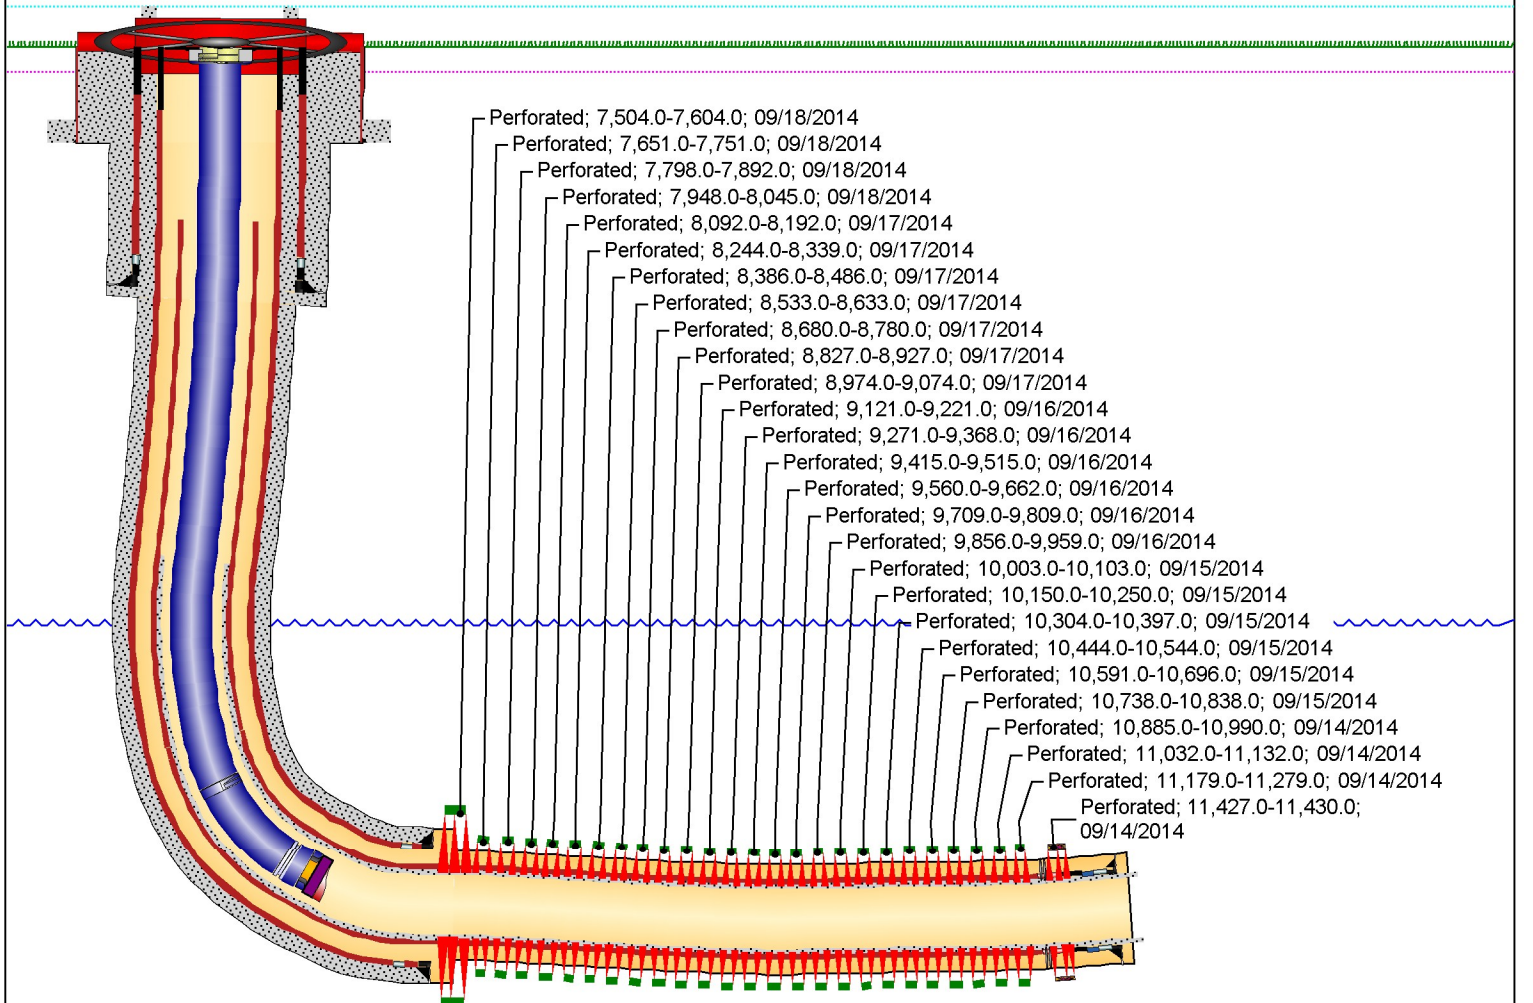 Perforated; 7,504.0-7,604.0; 09/18/2014
Perforated; 7,651.0-7,751.0; 09/18/2014
Perforated; 7,798.0-7,892.0; 09/18/2014
Perforated; 7,948.0-8,045.0; 09/18/2014
Perforated; 8,092.0-8,192.0; 09/17/2014
Perforated; 8,244.0-8,339.0; 09/17/2014
Perforated; 8,386.0-8,486.0; 09/17/2014
Perforated; 8,533.0-8,633.0; 09/17/2014
Perforated; 8,680.0-8,780.0; 09/17/2014
Perforated; 8,827.0-8,927.0; 09/17/2014
Perforated; 8,974.0-9,074.0; 09/17/2014
Perforated; 9,121.0-9,221.0; 09/16/2014
Perforated; 9,271.0-9,368.0; 09/16/2014
Perforated; 9,415.0-9,515.0; 09/16/2014
Perforated; 9,560.0-9,662.0; 09/16/2014
Perforated; 9,709.0-9,809.0; 09/16/2014
Perforated; 9,856.0-9,959.0; 09/16/2014
Perforated; 10,003.0-10,103.0; 09/15/2014
Perforated; 10,150.0-10,250.0; 09/15/2014
Perforated; 10,304.0-10,397.0; 09/15/2014
Perforated; 10,444.0-10,544.0; 09/15/2014
Perforated; 10,591.0-10,696.0; 09/15/2014
Perforated; 10,738.0-10,838.0; 09/15/2014
Perforated; 10,885.0-10,990.0; 09/14/2014
Perforated; 11,032.0-11,132.0; 09/14/2014
Perforated; 11,179.0-11,279.0; 09/14/2014
Perforated; 11,427.0-11,430.0;
09/14/2014